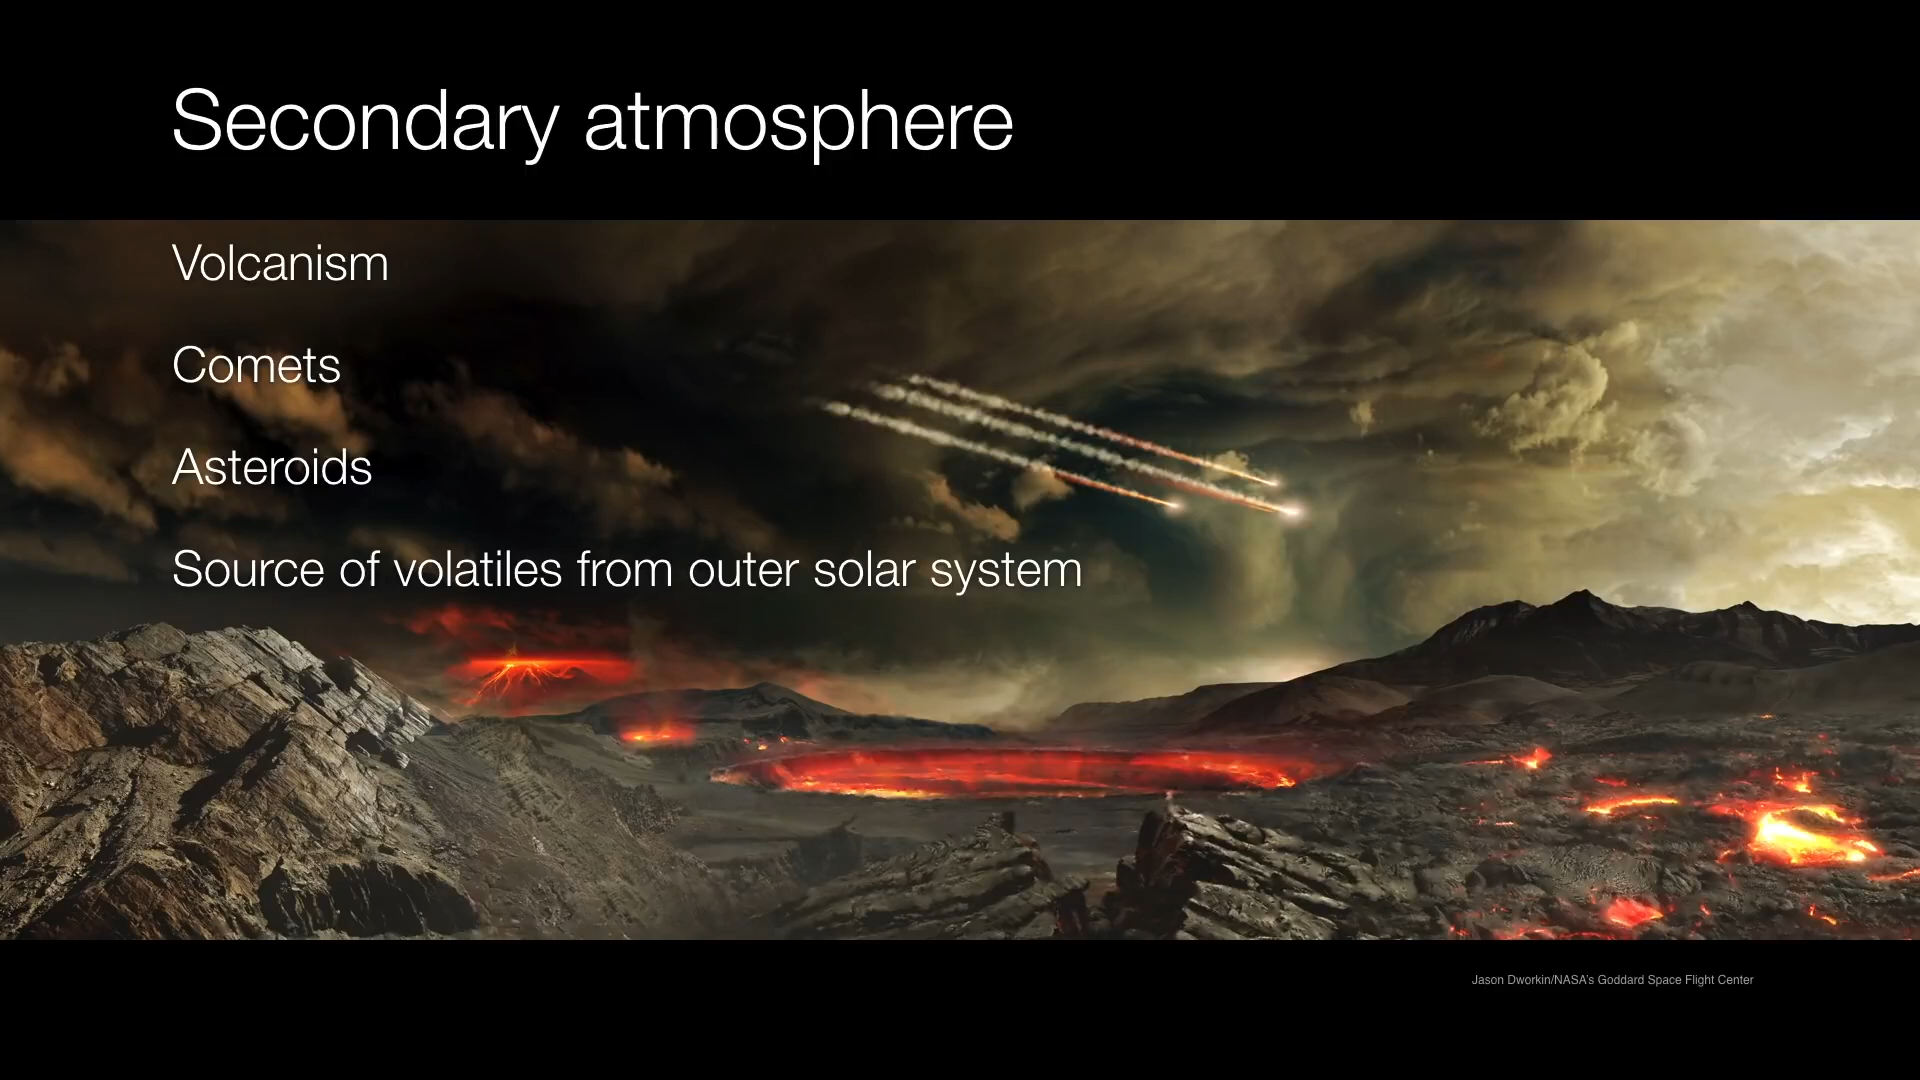 Secondary atmosphere
Volcanism
Comets
Asteroids
Source of volatiles from outer solar system
Jason Dworkin/NASA's Goddard Space Flight Center